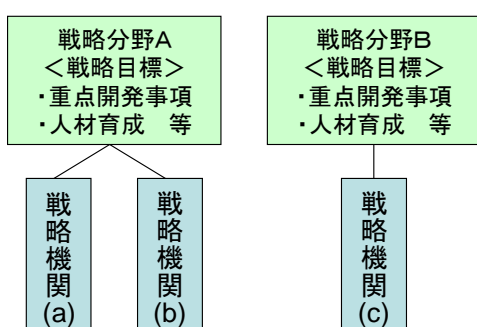 戦略分野A
＜戦略目標＞
・重点開発事項
・人材育成　等
戦略分野B
＜戦略目標＞
・重点開発事項
・人材育成　等
戦略機関(a)
戦略機関(b)
戦略機関(c)